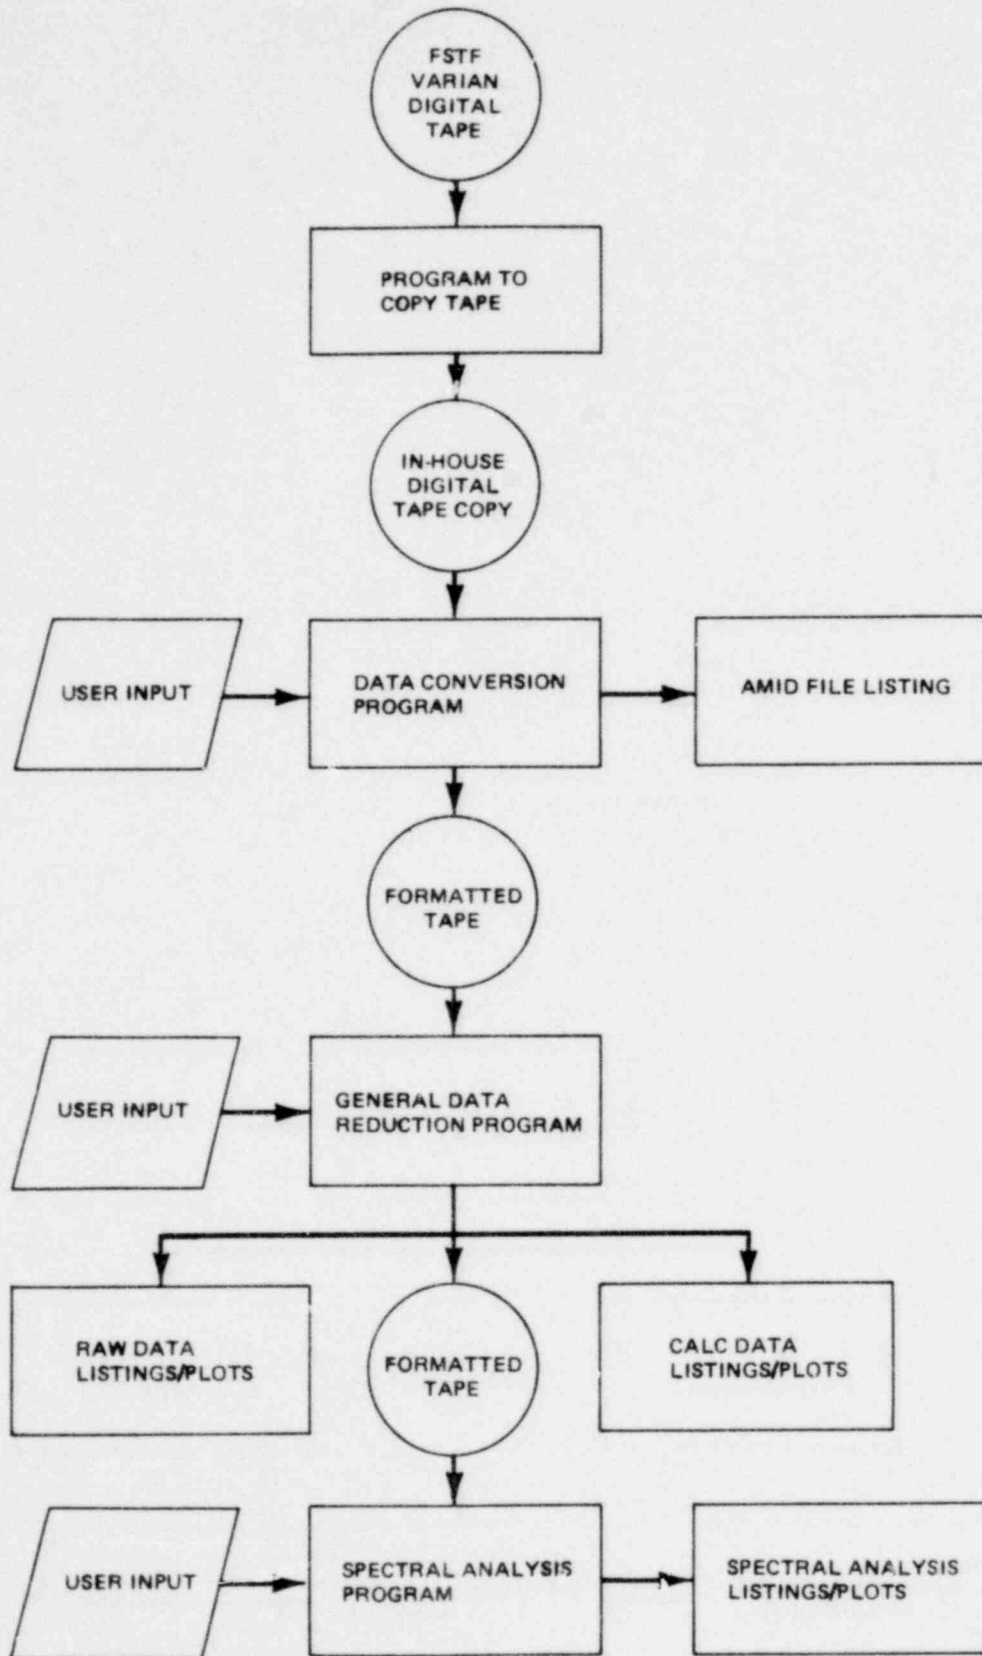 FSTF
VARIAN
DIGITAL
TAPE
PROGRAM TO
COPY TAPE
IN-HOUSE
DIGITAL
TAPE COPY
USER INPUT
DATA CONVERSION
PROGRAM
AMID FILE LISTING
FORMATTED
TAPE
USER INPUT
GENERAL DATA
REDUCTION PROGRAM
RAW DATA
LISTINGS/PLOTS
FORMATTED
TAPE
CALC DATA
LISTINGS/PLOTS
USER INPUT
SPECTRAL ANALYSIS
PROGRAM
SPECTRAL ANALYSIS
LISTINGS/PLOTS